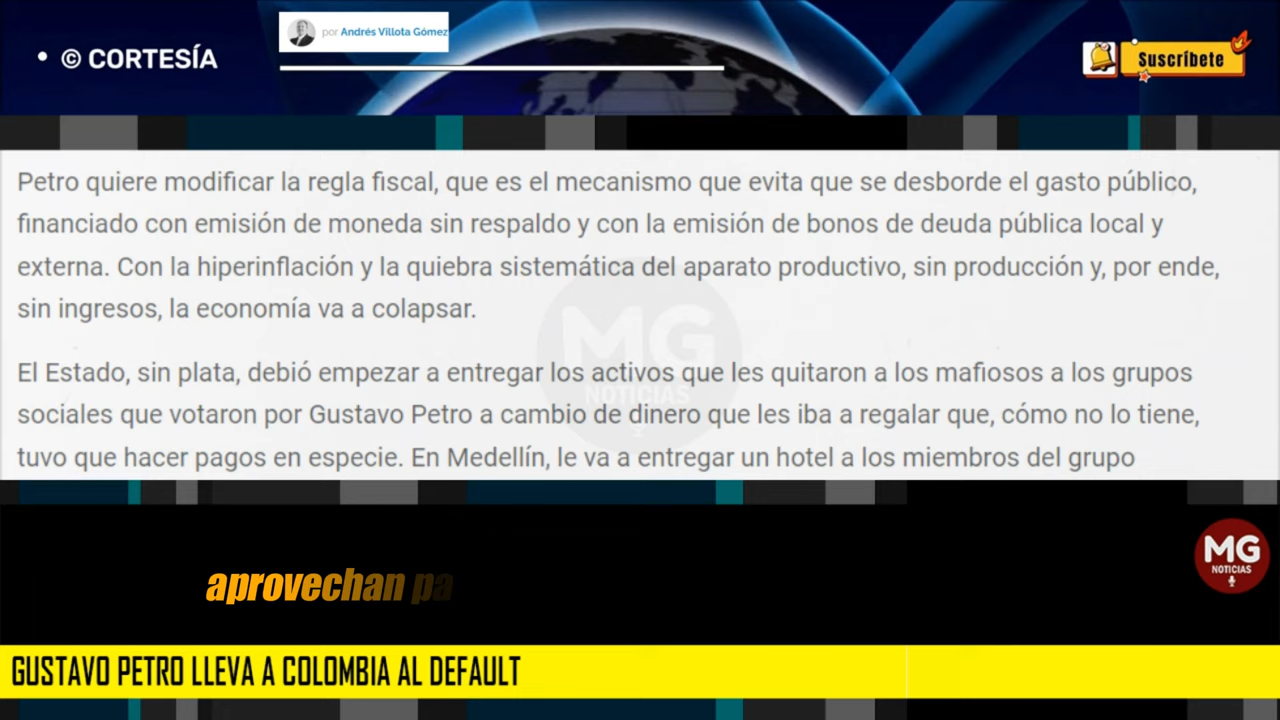 • © CORTESÍA
por Andrés Villota Gómez
Suscríbete
Petro quiere modificar la regla fiscal, que es el mecanismo que evita que se desborde el gasto público,
financiado con emisión de moneda sin respaldo y con la emisión de bonos de deuda pública local y
externa. Con la hiperinflación y la quiebra sistemática del aparato productivo, sin producción y, por ende,
sin ingresos, la economía va a colapsar.
El Estado, sin plata, debió empezar a entregar los activos que les quitaron a los mafiosos a los grupos
sociales que votaron por Gustavo Petro a cambio de dinero que les iba a regalar que, cómo no lo tiene,
tuvo que hacer pagos en especie. En Medellín, le va a entregar un hotel a los miembros del grupo
MG
NOTICIAS
aprovechan pa
MG
NOTICIAS
GUSTAVO PETRO LLEVA A COLOMBIA AL DEFAULT